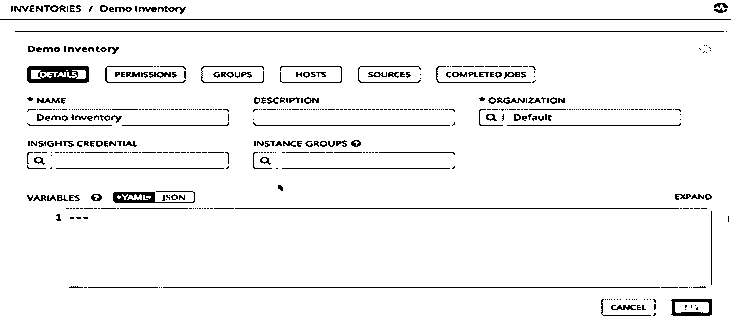 INVENTORIES / Demo Inventory
Demo Inventory
DETAILS PERMISSIONS GROUPS HOSTS SOURCES COMPLETED JOBS
* NAME DESCRIPTION * ORGANIZATION
Demo Inventory Default
INSIGHTS CREDENTIAL INSTANCE GROUPS
VARIABLES YAML JSON EXPAND
1 ---
CANCEL